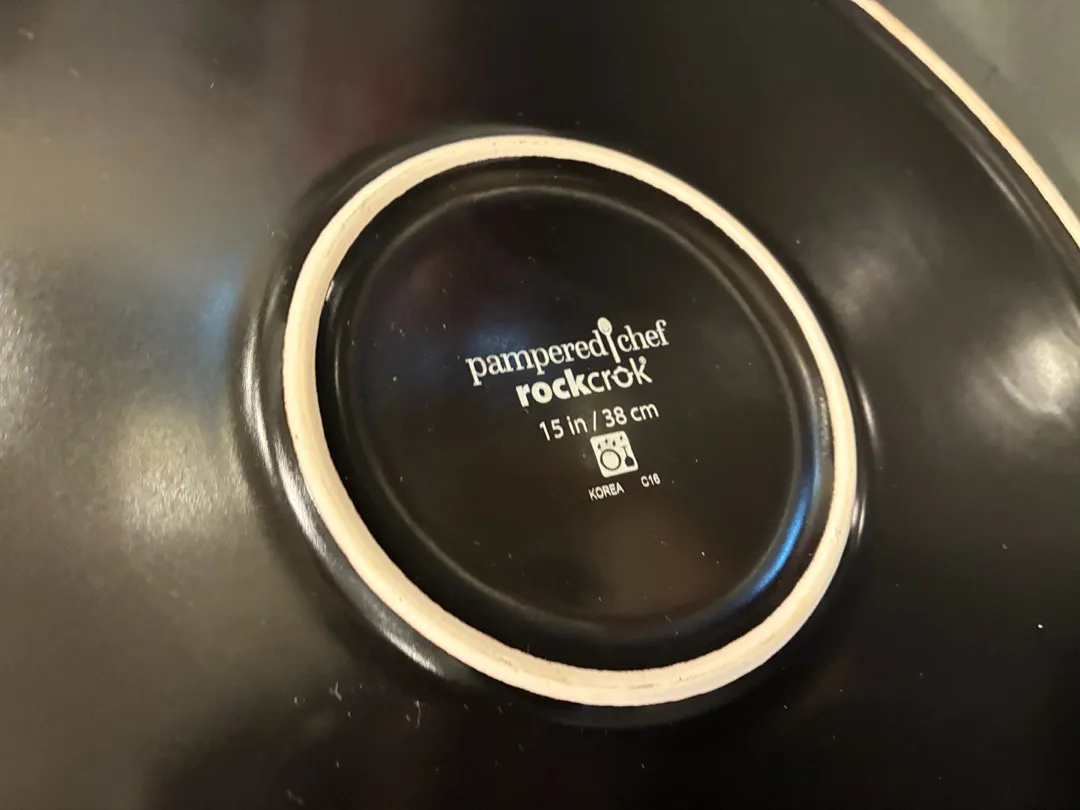 pampered chef
rockcrok
15 in / 38 cm
KOREA C16